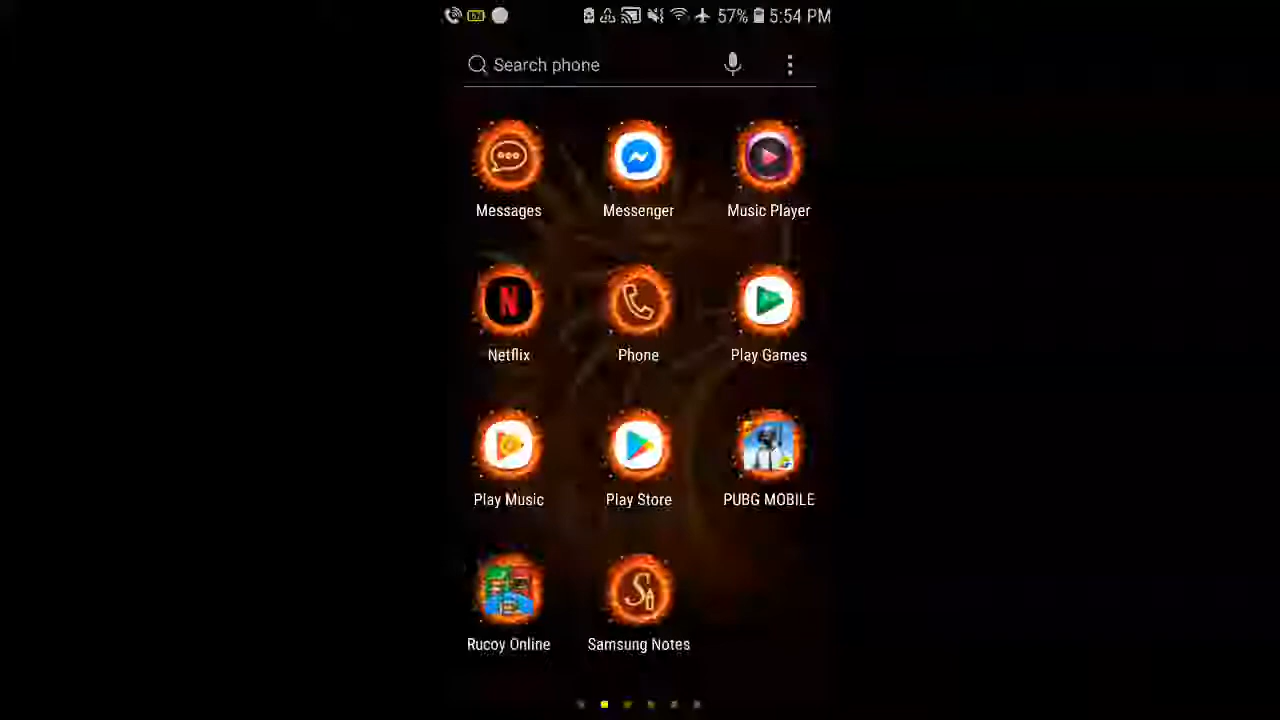 57% 5:54 PM
Search phone
Messages Messenger Music Player
Netflix Phone Play Games
Play Music Play Store PUBG MOBILE
Rucoy Online Samsung Notes